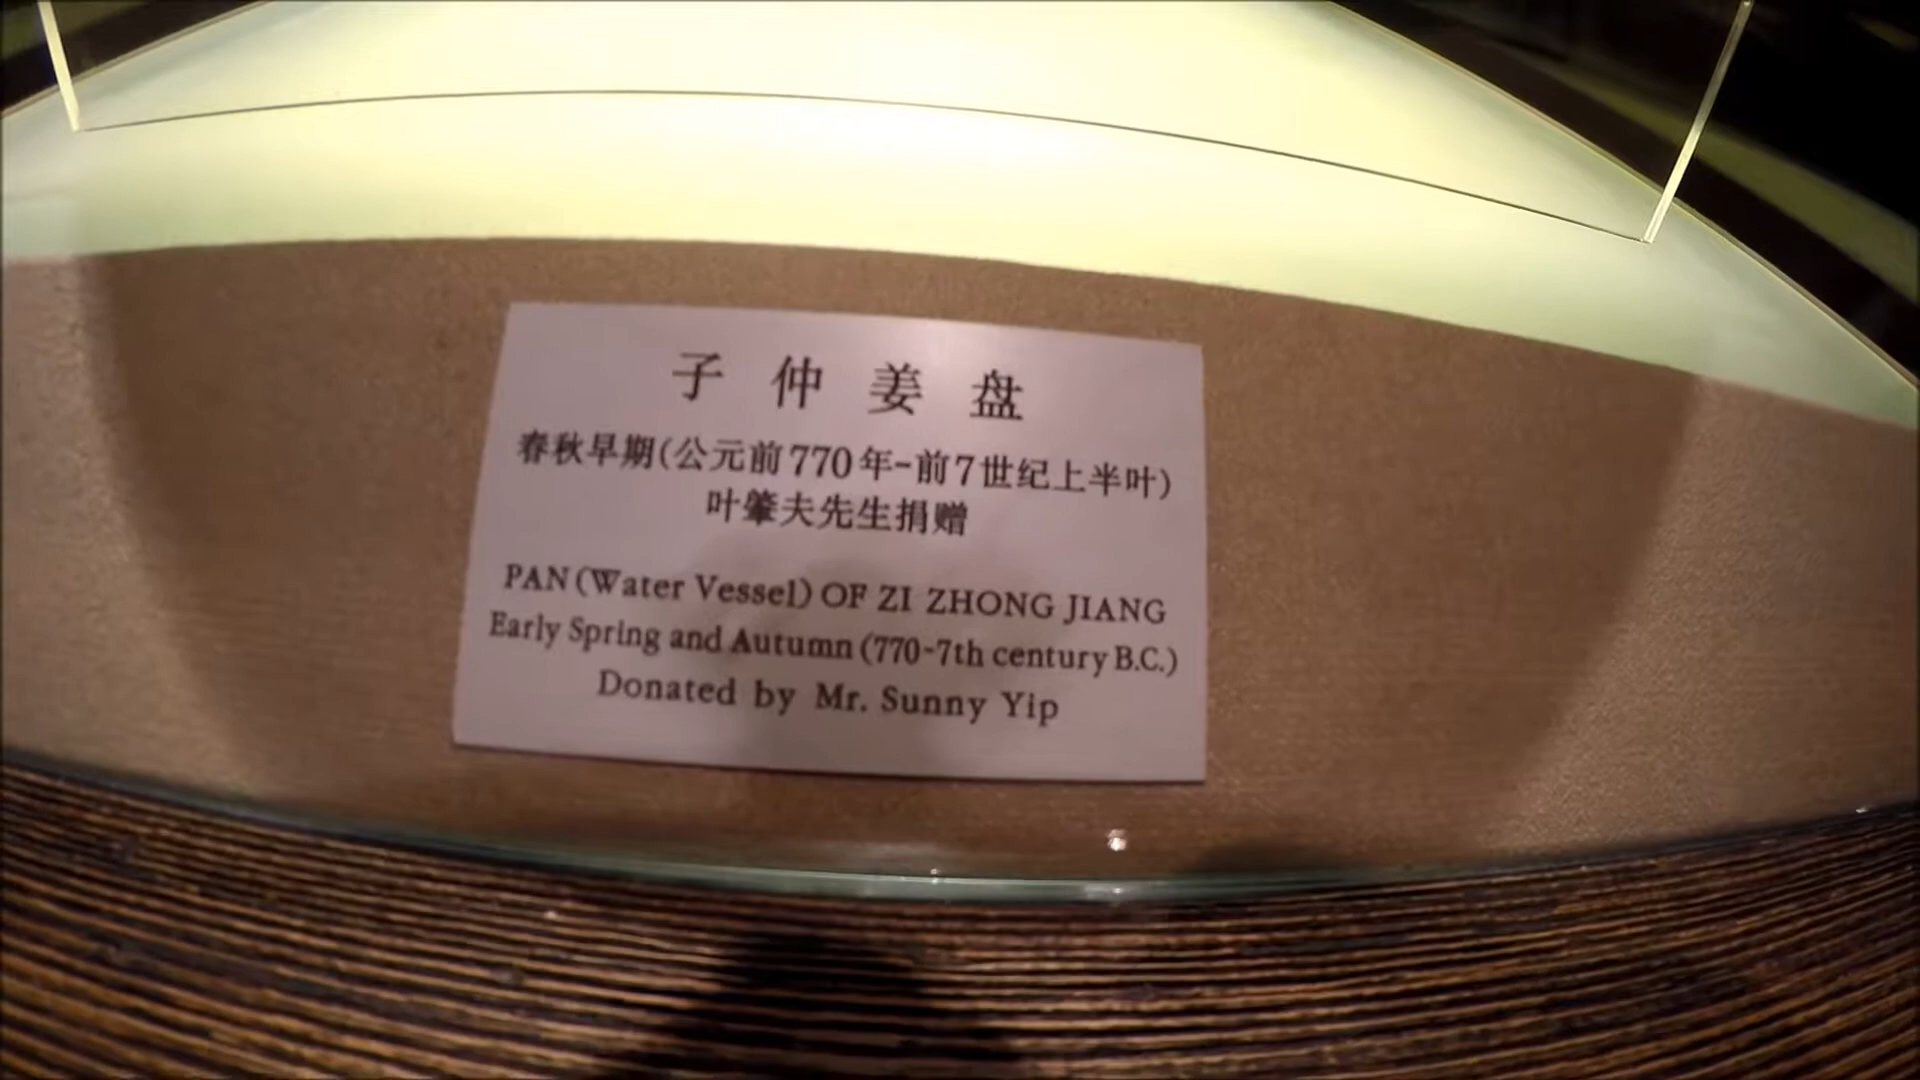 子仲姜盘
春秋早期(公元前770年-前7世纪上半叶)
叶肇夫先生捐赠
PAN (Water Vessel) OF ZI ZHONG JIANG
Early Spring and Autumn (770-7th century B.C.)
Donated by Mr. Sunny Yip